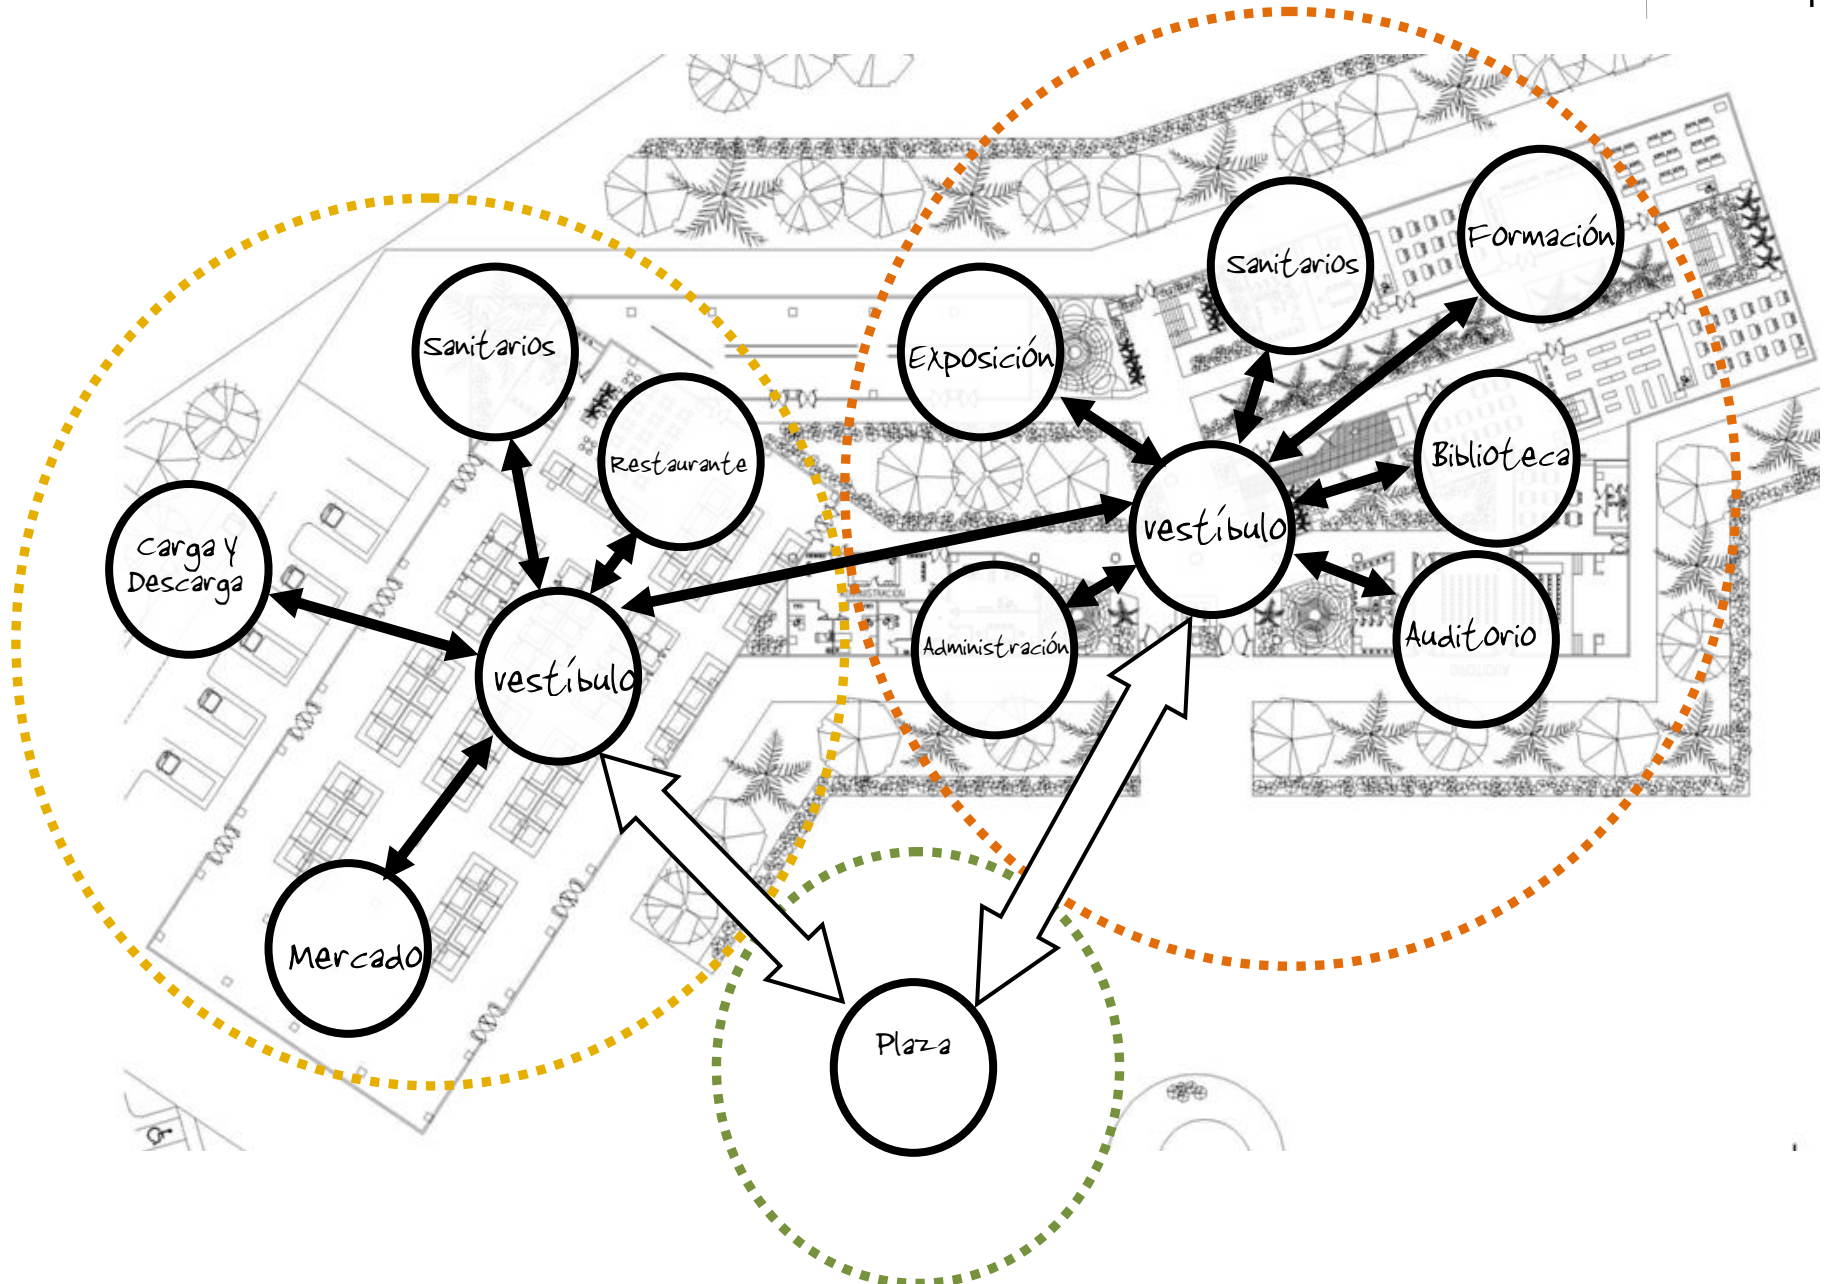 Formación
Sanitarios
Exposición
Sanitarios
Restaurante
Biblioteca
vestíbulo
Carga y
Descarga
Administración
Auditorio
vestíbulo
Mercado
Plaza